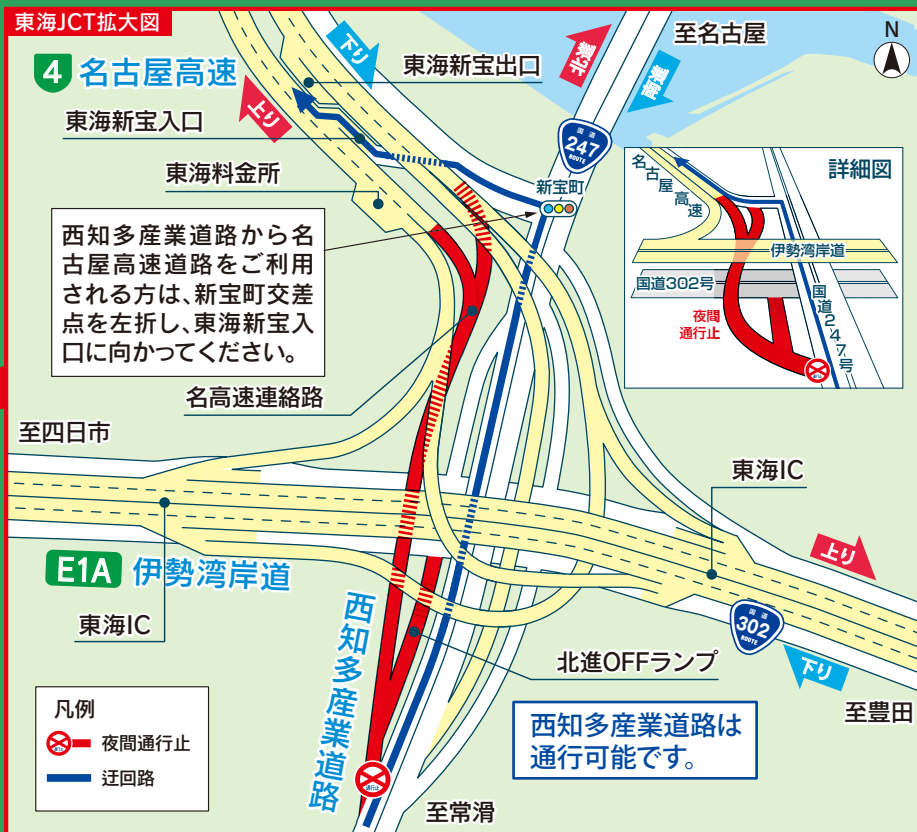 東海JCT拡大図
4 名古屋高速
下り
東海新宝出口
至名古屋
N
上り
北進
南進
東海新宝入口
国道
247
ROUTE
東海料金所
新宝町
西知多産業道路から名
古屋高速道路をご利用
される方は、新宝町交差
点を左折し、東海新宝入
口に向かってください。
詳細図
名古屋高速
伊勢湾岸道
国道302号
国道247号
夜間
通行止
名高速連絡路
至四日市
東海IC
E1A 伊勢湾岸道
上り
東海IC
国道
302
ROUTE
下り
西知多産業道路
北進OFFランプ
至豊田
凡例
夜間通行止
迂回路
西知多産業道路は
通行可能です。
通行止
至常滑